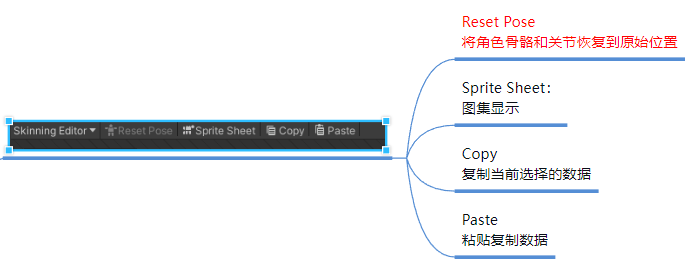 Skinning Editor Reset Pose Sprite Sheet Copy Paste
Reset Pose
将角色骨骼和关节恢复到原始位置
Sprite Sheet：
图集显示
Copy
复制当前选择的数据
Paste
粘贴复制数据